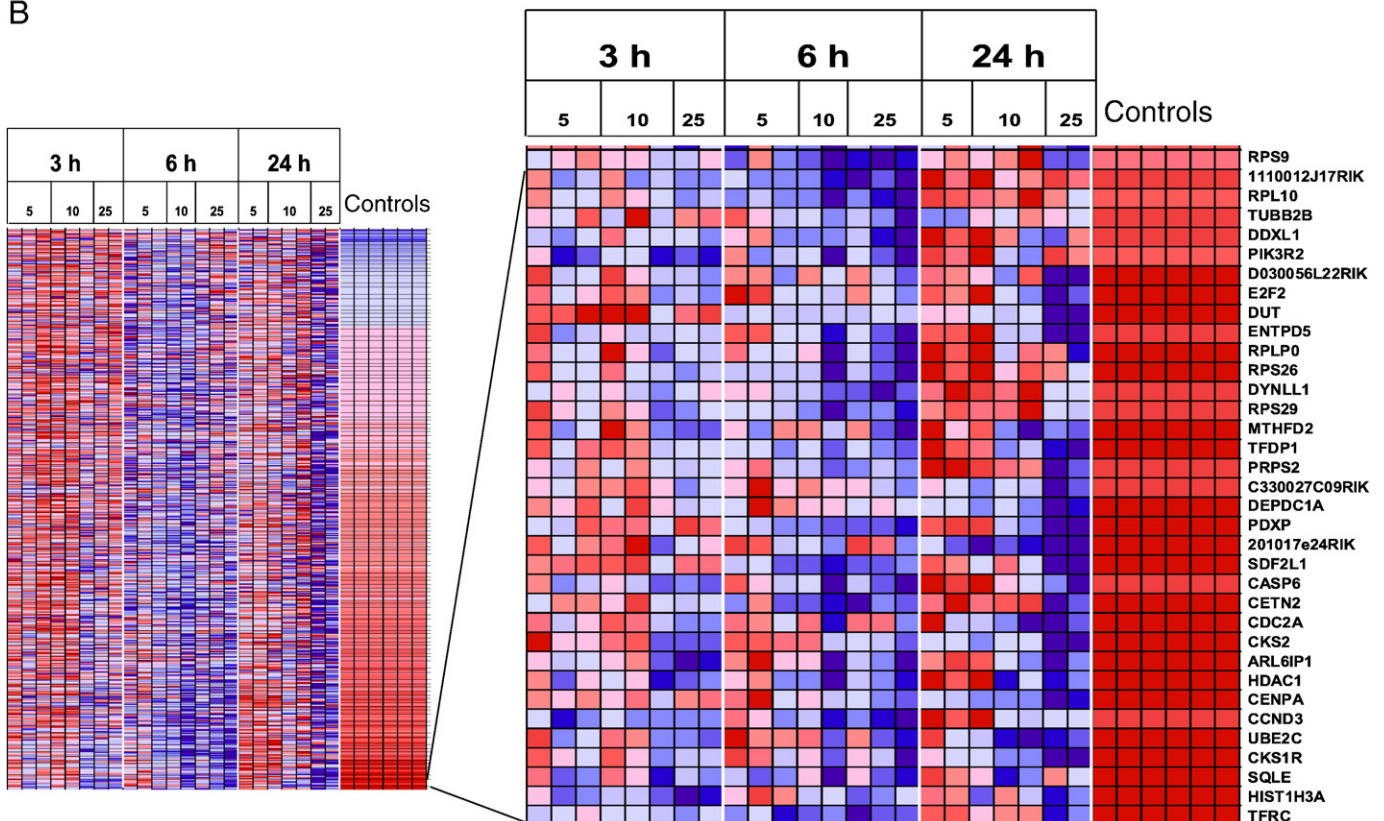 B
3 h 6 h 24 h
5 10 25 5 10 25 5 10 25 Controls
3 h 6 h 24 h
5 10 25 5 10 25 5 10 25 Controls
RPS9
1110012J17RIK
RPL10
TUBB2B
DDXL1
PIK3R2
D030056L22RIK
E2F2
DUT
ENTPD5
RPLP0
RPS26
DYNLL1
RPS29
MTHFD2
TFDP1
PRPS2
C330027C09RIK
DEPDC1A
PDXP
201017e24RIK
SDF2L1
CASP6
CETN2
CDC2A
CKS2
ARL6IP1
HDAC1
CENPA
CCND3
UBE2C
CKS1R
SQLE
HIST1H3A
TFRC